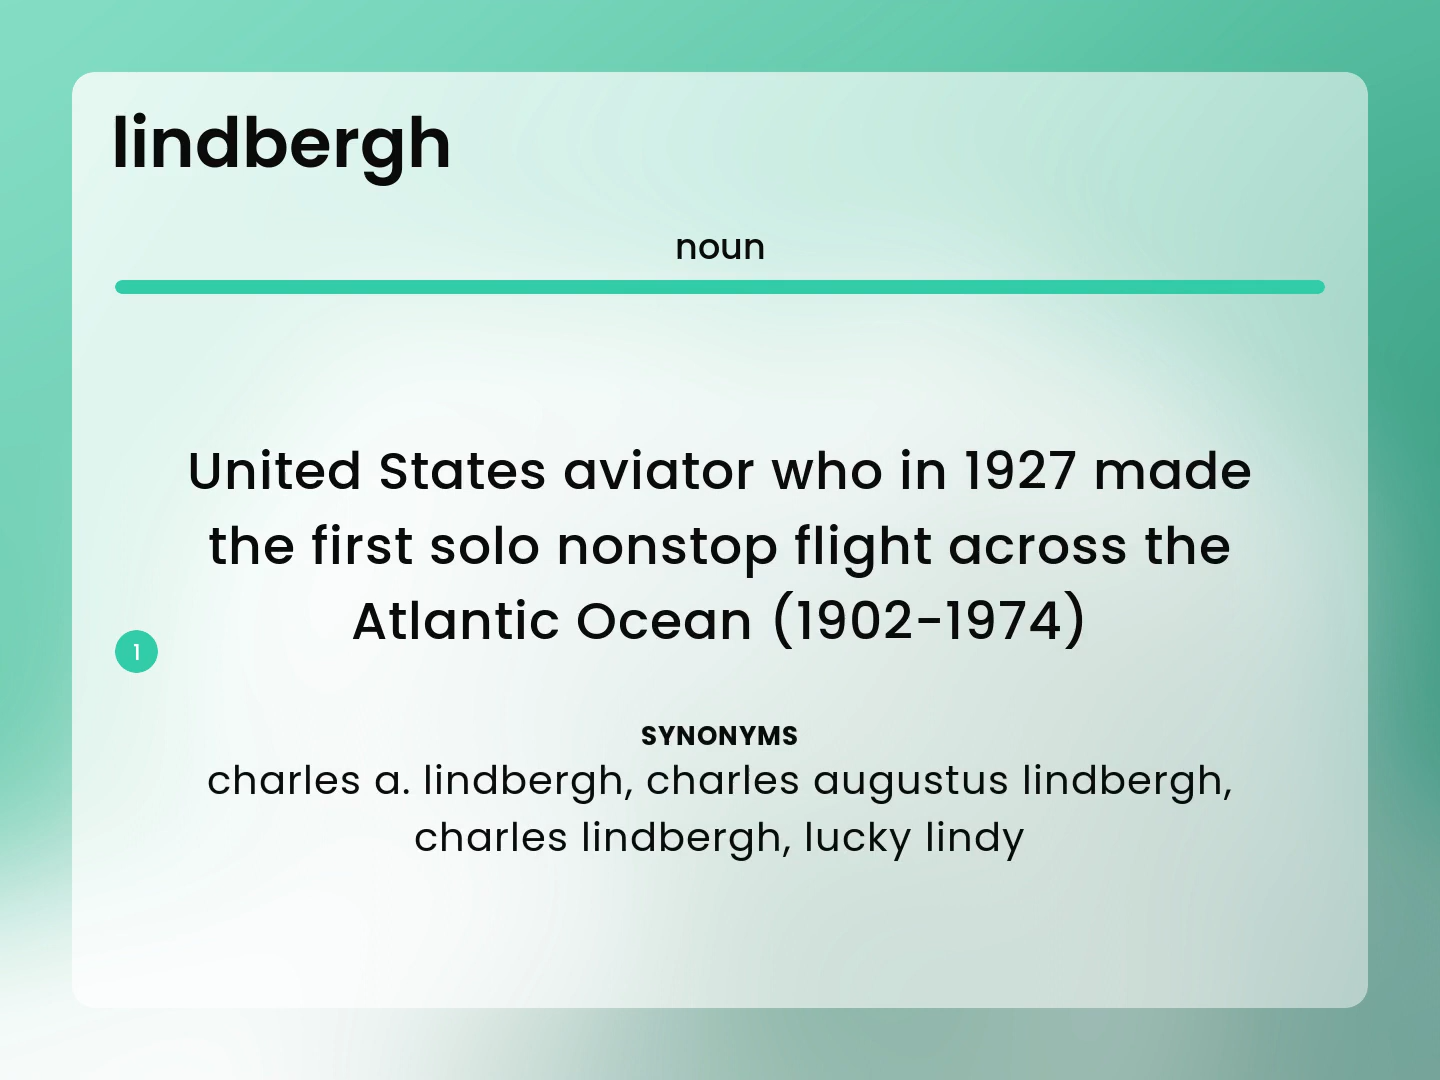 lindbergh
noun
United States aviator who in 1927 made
the first solo nonstop flight across the
Atlantic Ocean (1902-1974)
1
SYNONYMS
charles a. lindbergh, charles augustus lindbergh,
charles lindbergh, lucky lindy